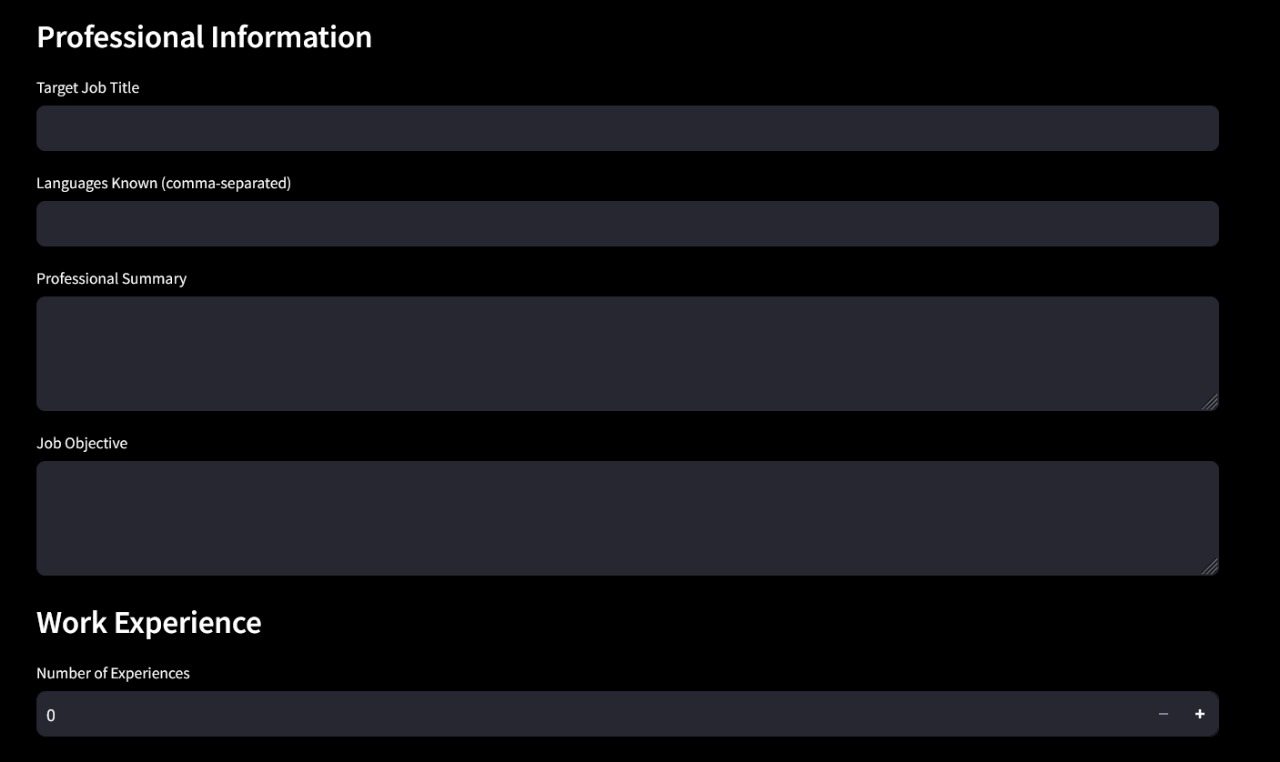 Professional Information
Target Job Title
Languages Known (comma-separated)
Professional Summary
Job Objective
Work Experience
Number of Experiences
0